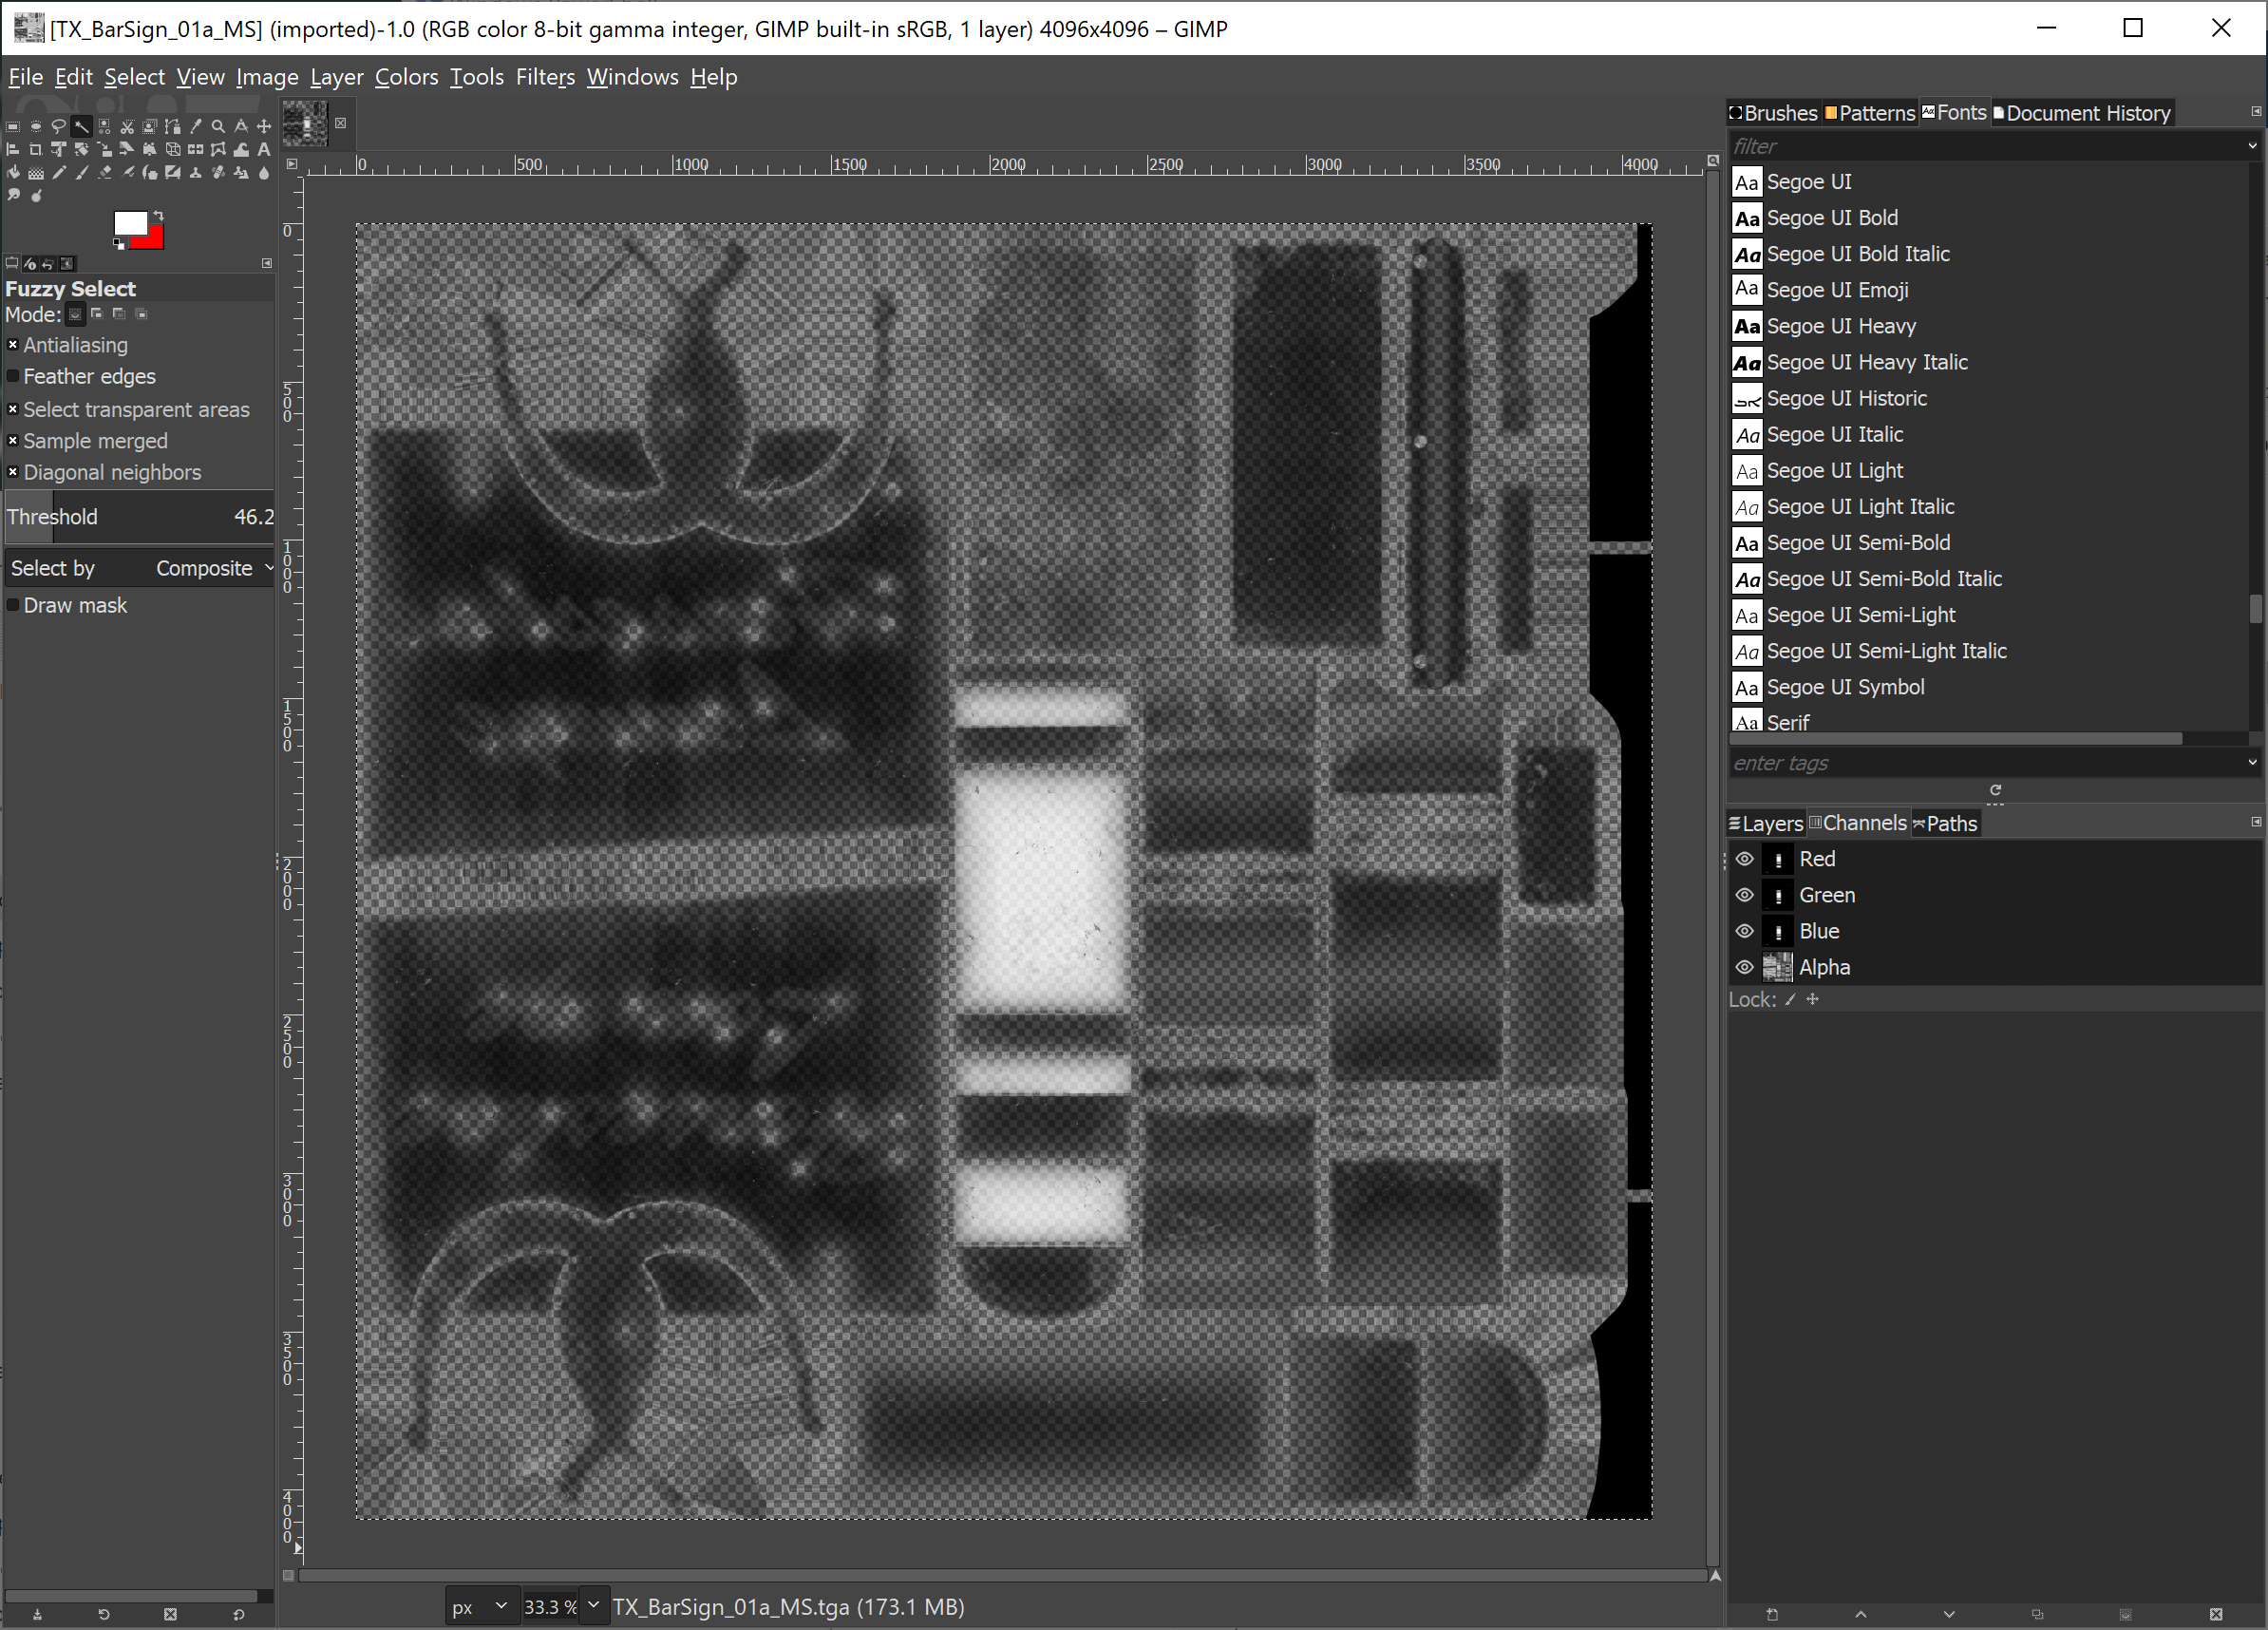 [TX_BarSign_01a_MS] (imported)-1.0 (RGB color 8-bit gamma integer, GIMP built-in sRGB, 1 layer) 4096x4096 – GIMP
File Edit Select View Image Layer Colors Tools Filters Windows Help
Brushes Patterns Fonts Document History
filter
0 500 1000 1500 2000 2500 3000 3500 4000
0
500
1000
1500
2000
2500
3000
3500
4000
Fuzzy Select
Mode:
Antialiasing
Feather edges
Select transparent areas
Sample merged
Diagonal neighbors
Threshold 46.2
Select by Composite
Draw mask
Aa Segoe UI
Aa Segoe UI Bold
Aa Segoe UI Bold Italic
Aa Segoe UI Emoji
Aa Segoe UI Heavy
Aa Segoe UI Heavy Italic
Segoe UI Historic
Aa Segoe UI Italic
Aa Segoe UI Light
Aa Segoe UI Light Italic
Aa Segoe UI Semi-Bold
Aa Segoe UI Semi-Bold Italic
Aa Segoe UI Semi-Light
Aa Segoe UI Semi-Light Italic
Aa Segoe UI Symbol
Aa Serif
enter tags
Layers Channels Paths
Red
Green
Blue
Alpha
Lock:
px 33.3 % TX_BarSign_01a_MS.tga (173.1 MB)